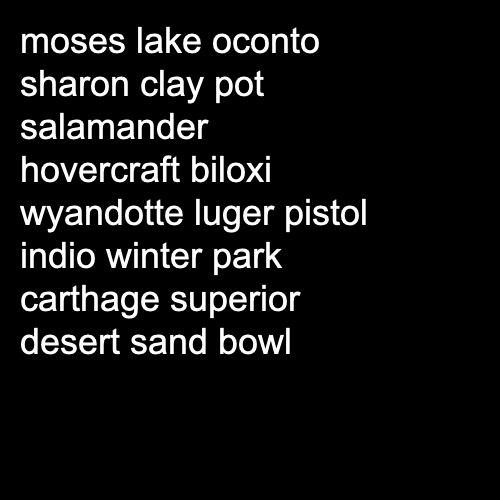 moses lake oconto
sharon clay pot
salamander
hovercraft biloxi
wyandotte luger pistol
indio winter park
carthage superior
desert sand bowl